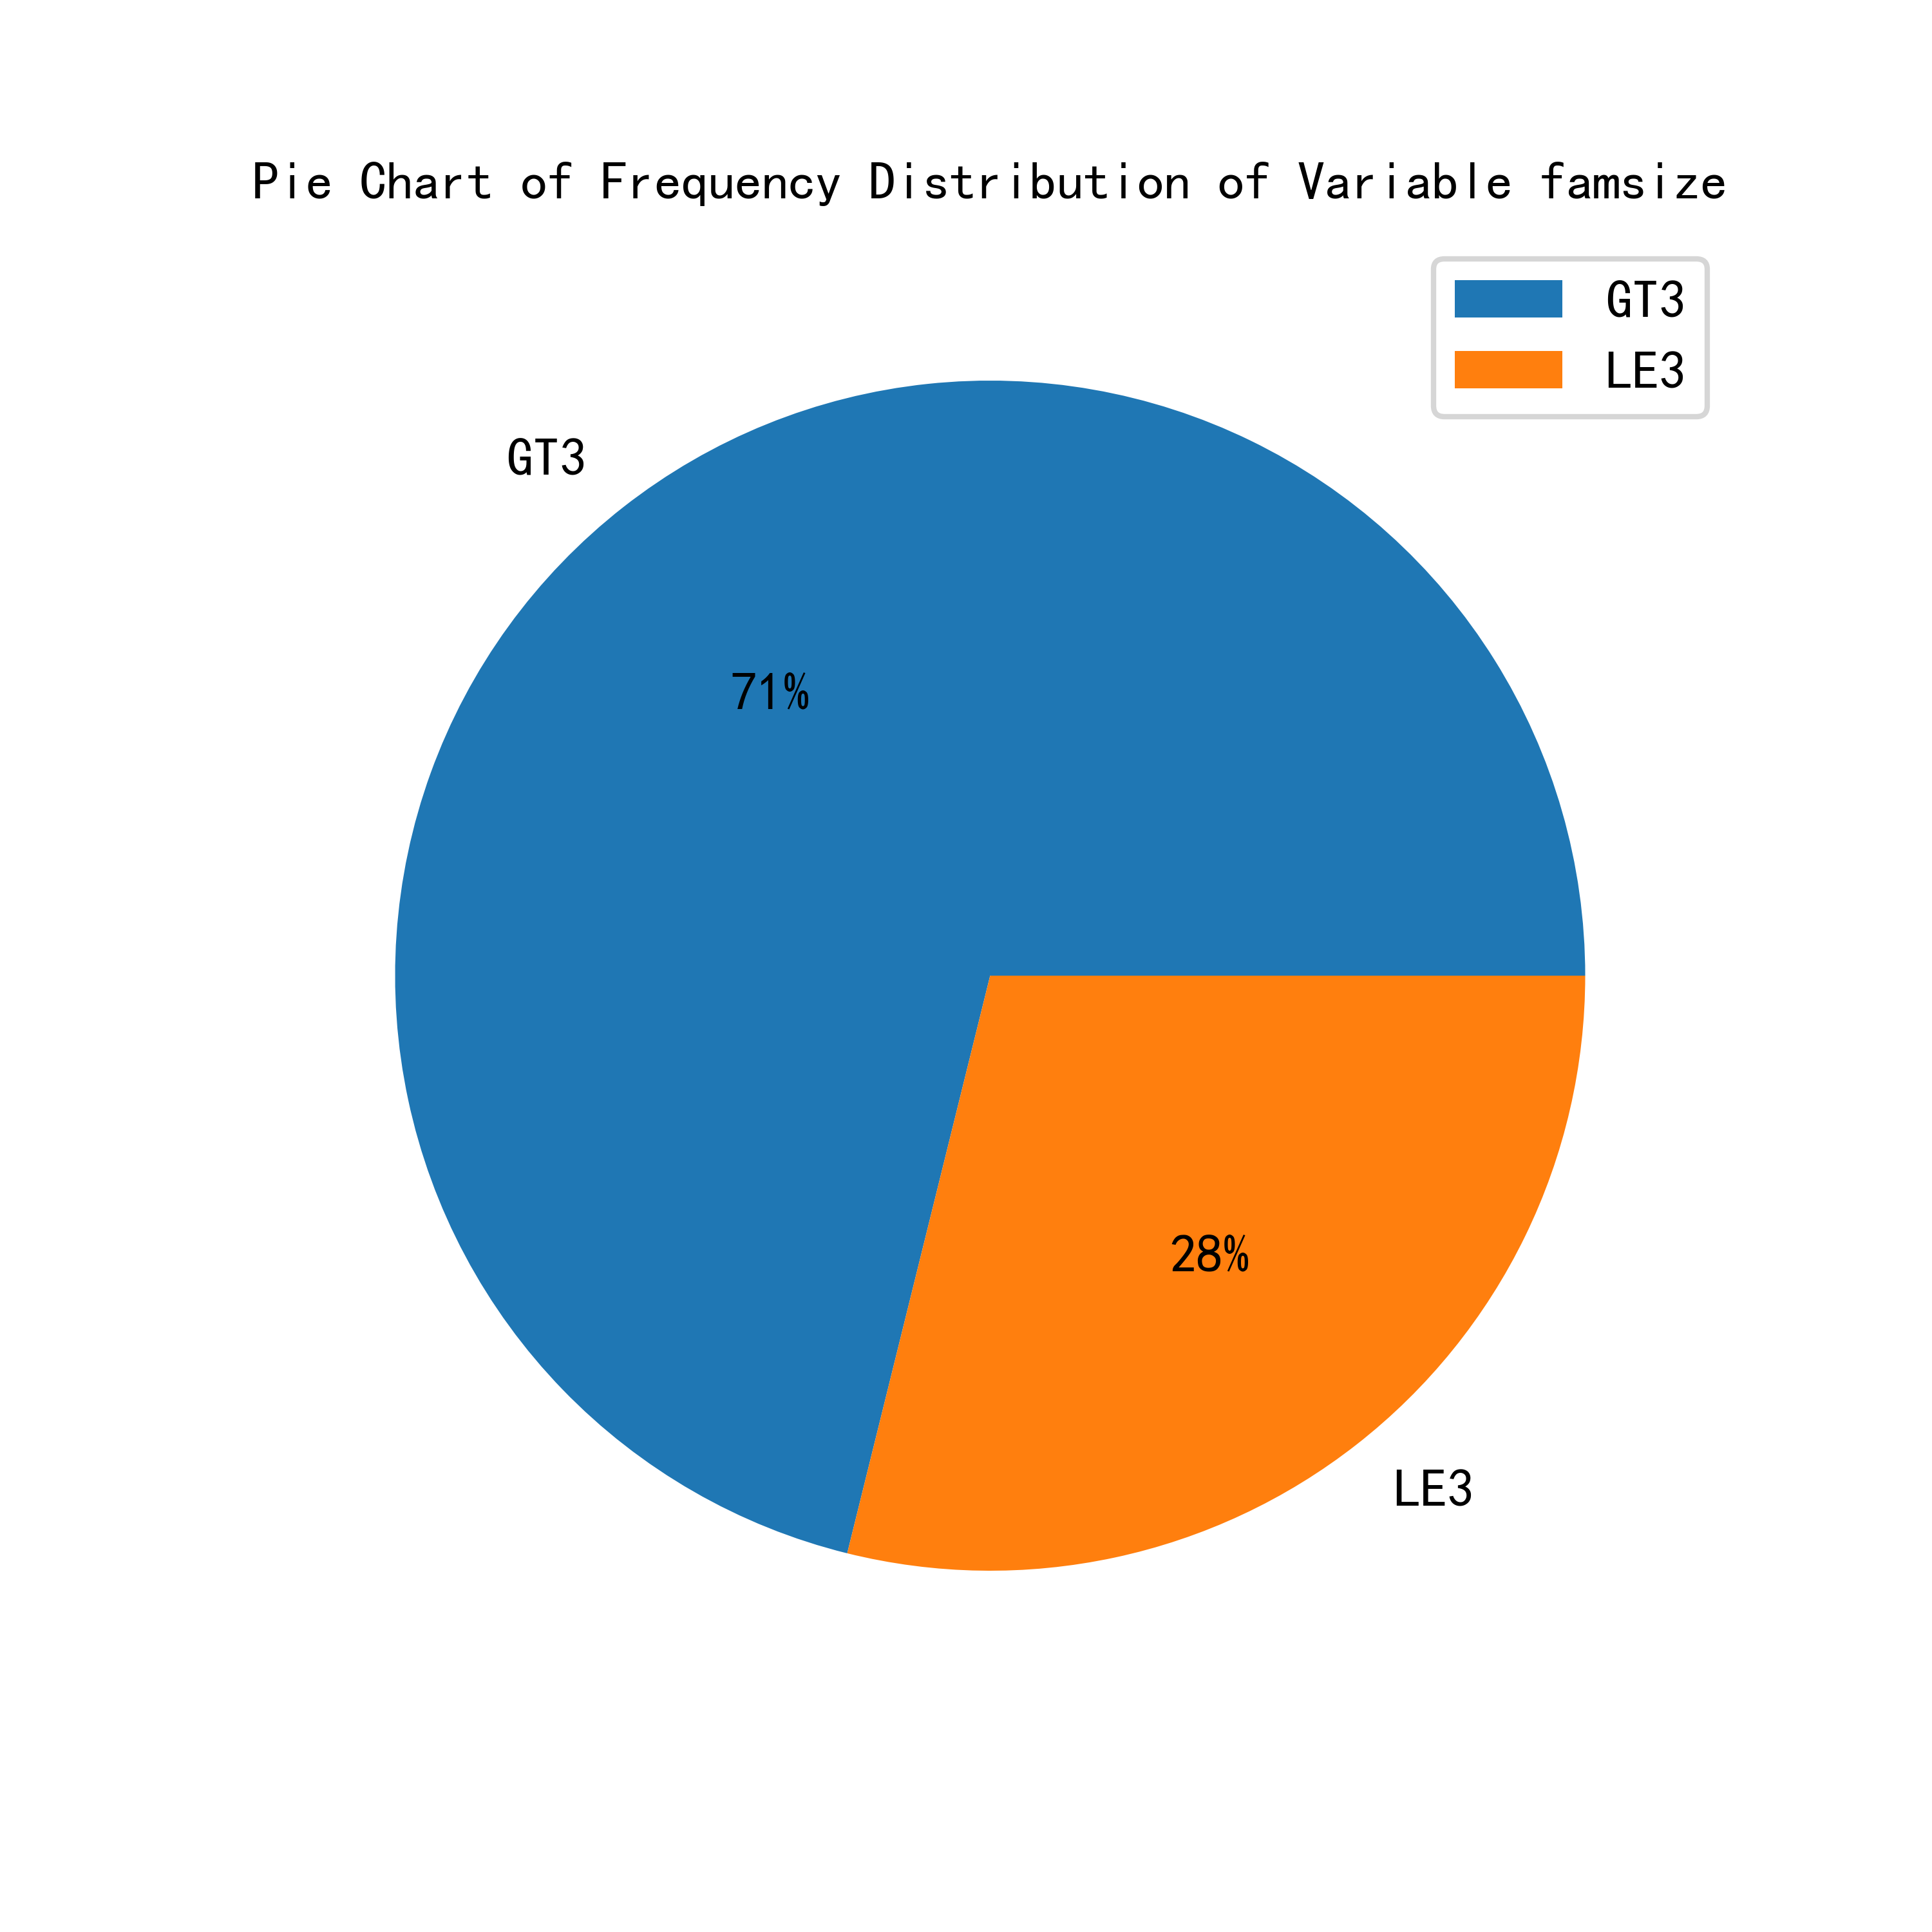 Pie Chart of Frequency Distribution of Variable famsize
GT3
LE3
GT3
71%
28%
LE3